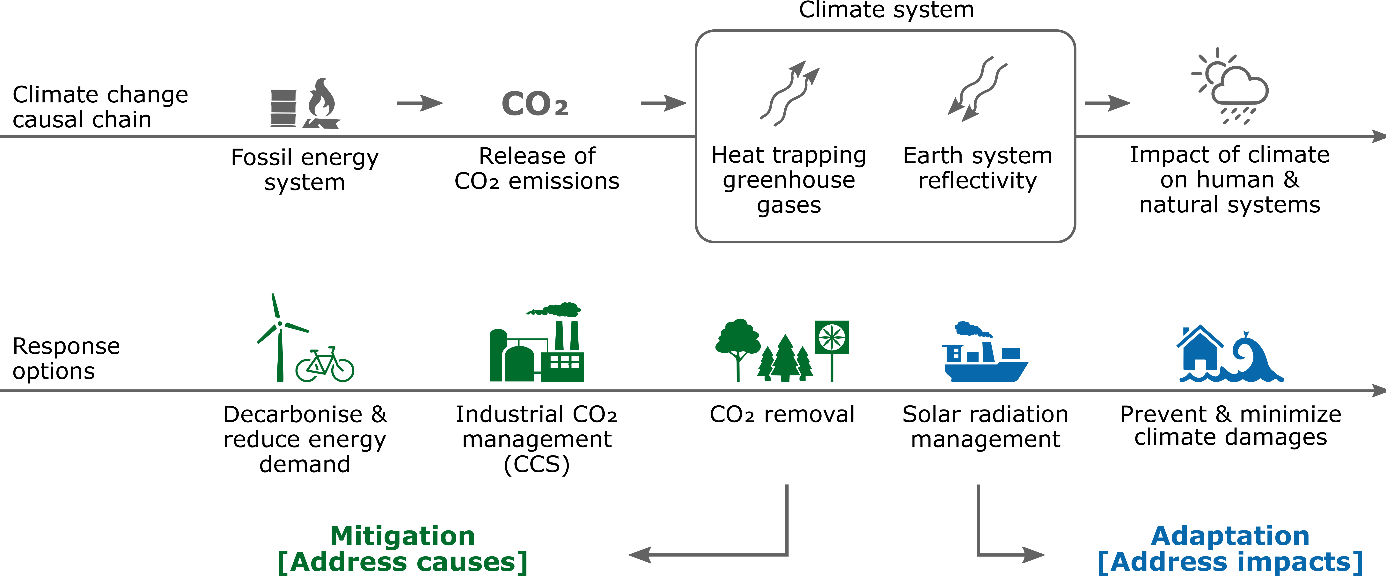 Climate system
Climate change
causal chain
CO₂
Fossil energy
system
Release of
CO₂ emissions
Heat trapping
greenhouse
gases
Earth system
reflectivity
Impact of climate
on human &
natural systems
Response
options
Decarbonise &
reduce energy
demand
Industrial CO₂
management
(CCS)
CO₂ removal
Solar radiation
management
Prevent & minimize
climate damages
Mitigation
[Address causes]
Adaptation
[Address impacts]